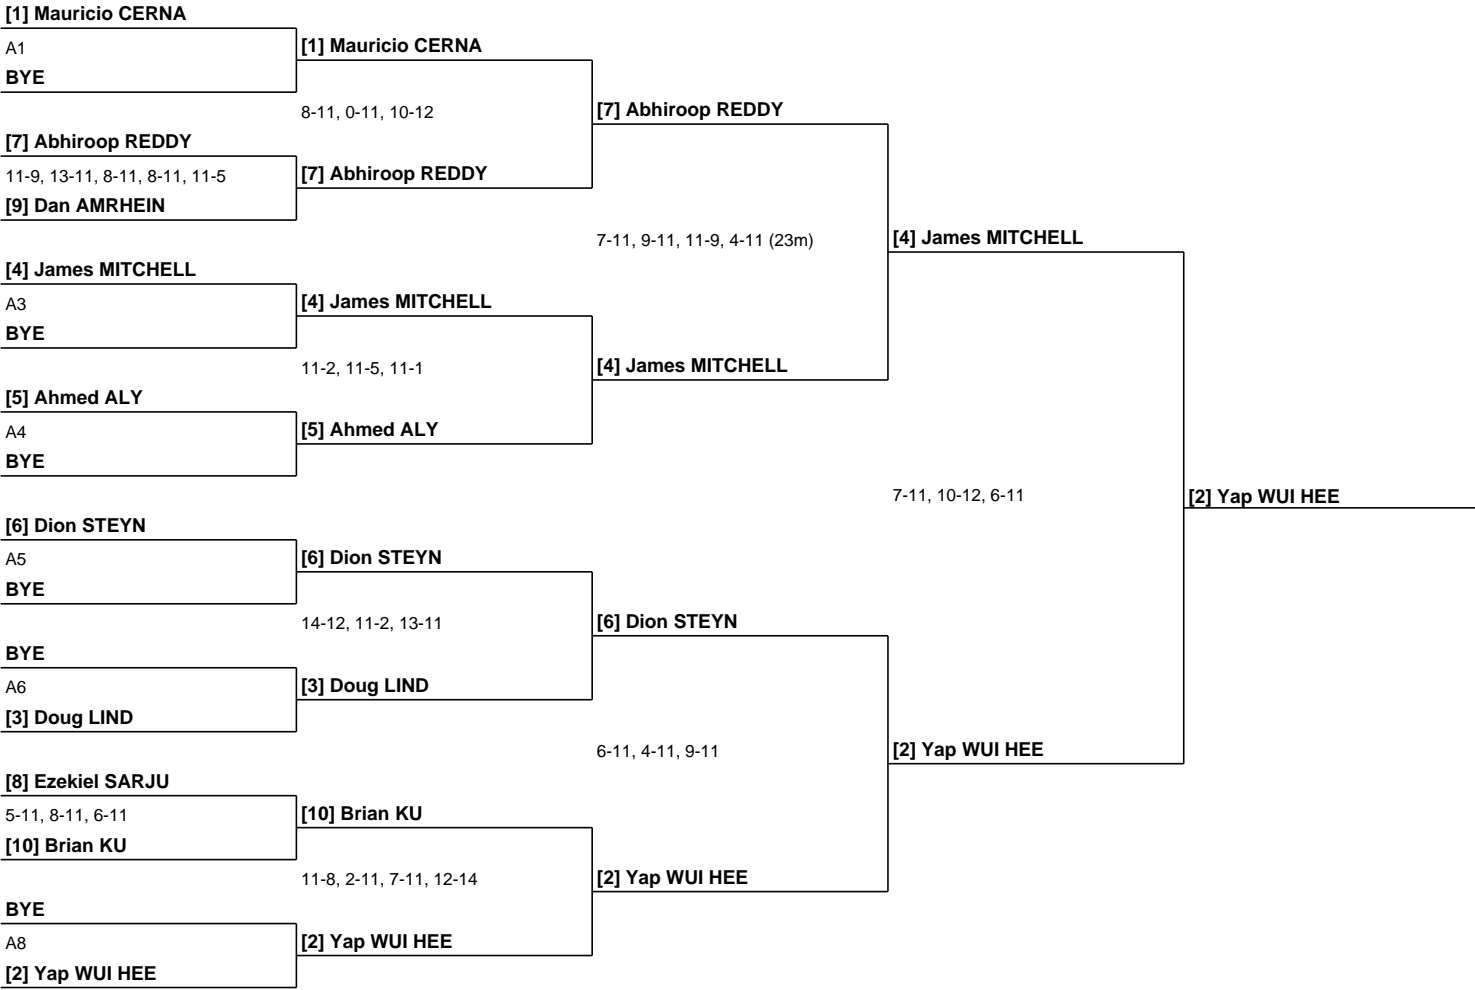 [1] Mauricio CERNA
A1
BYE
[7] Abhiroop REDDY
11-9, 13-11, 8-11, 8-11, 11-5
[9] Dan AMRHEIN
[4] James MITCHELL
A3
BYE
[5] Ahmed ALY
A4
BYE
[6] Dion STEYN
A5
BYE
BYE
A6
[3] Doug LIND
[8] Ezekiel SARJU
5-11, 8-11, 6-11
[10] Brian KU
BYE
A8
[2] Yap WUI HEE
[1] Mauricio CERNA
8-11, 0-11, 10-12
[7] Abhiroop REDDY
[4] James MITCHELL
11-2, 11-5, 11-1
[5] Ahmed ALY
[6] Dion STEYN
14-12, 11-2, 13-11
[3] Doug LIND
[10] Brian KU
11-8, 2-11, 7-11, 12-14
[2] Yap WUI HEE
[7] Abhiroop REDDY
7-11, 9-11, 11-9, 4-11 (23m)
[4] James MITCHELL
[6] Dion STEYN
6-11, 4-11, 9-11
[2] Yap WUI HEE
[4] James MITCHELL
7-11, 10-12, 6-11
[2] Yap WUI HEE
[2] Yap WUI HEE